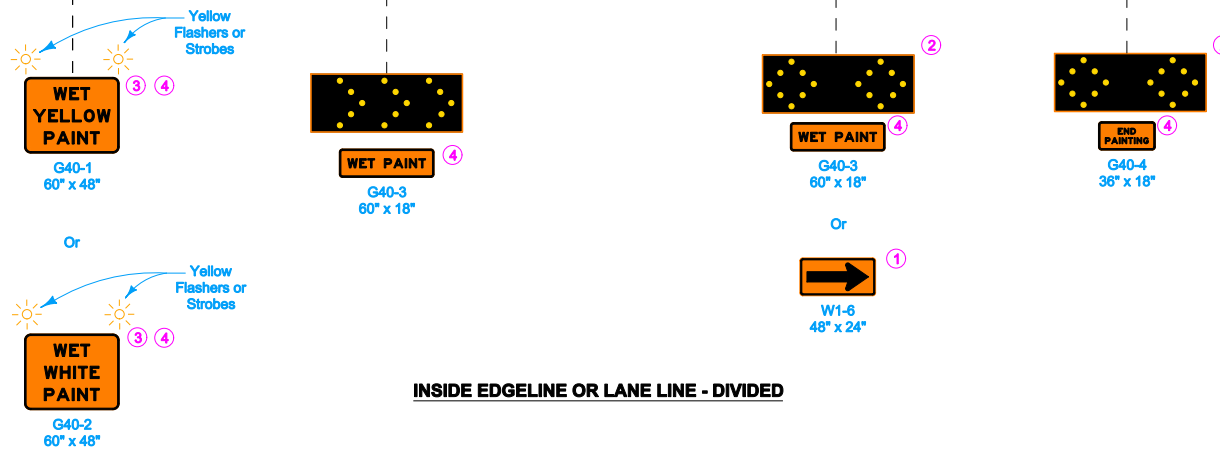 Yellow
Flashers or
Strobes
3 4
WET
YELLOW
PAINT
G40-1
60" x 48"
Or
Yellow
Flashers or
Strobes
3 4
WET
WHITE
PAINT
G40-2
60" x 48"
WET PAINT
4
G40-3
60" x 18"
2
WET PAINT
4
G40-3
60" x 18"
Or
1
W1-6
48" x 24"
END
PAINTING
4
G40-4
36" x 18"
INSIDE EDGELINE OR LANE LINE - DIVIDED